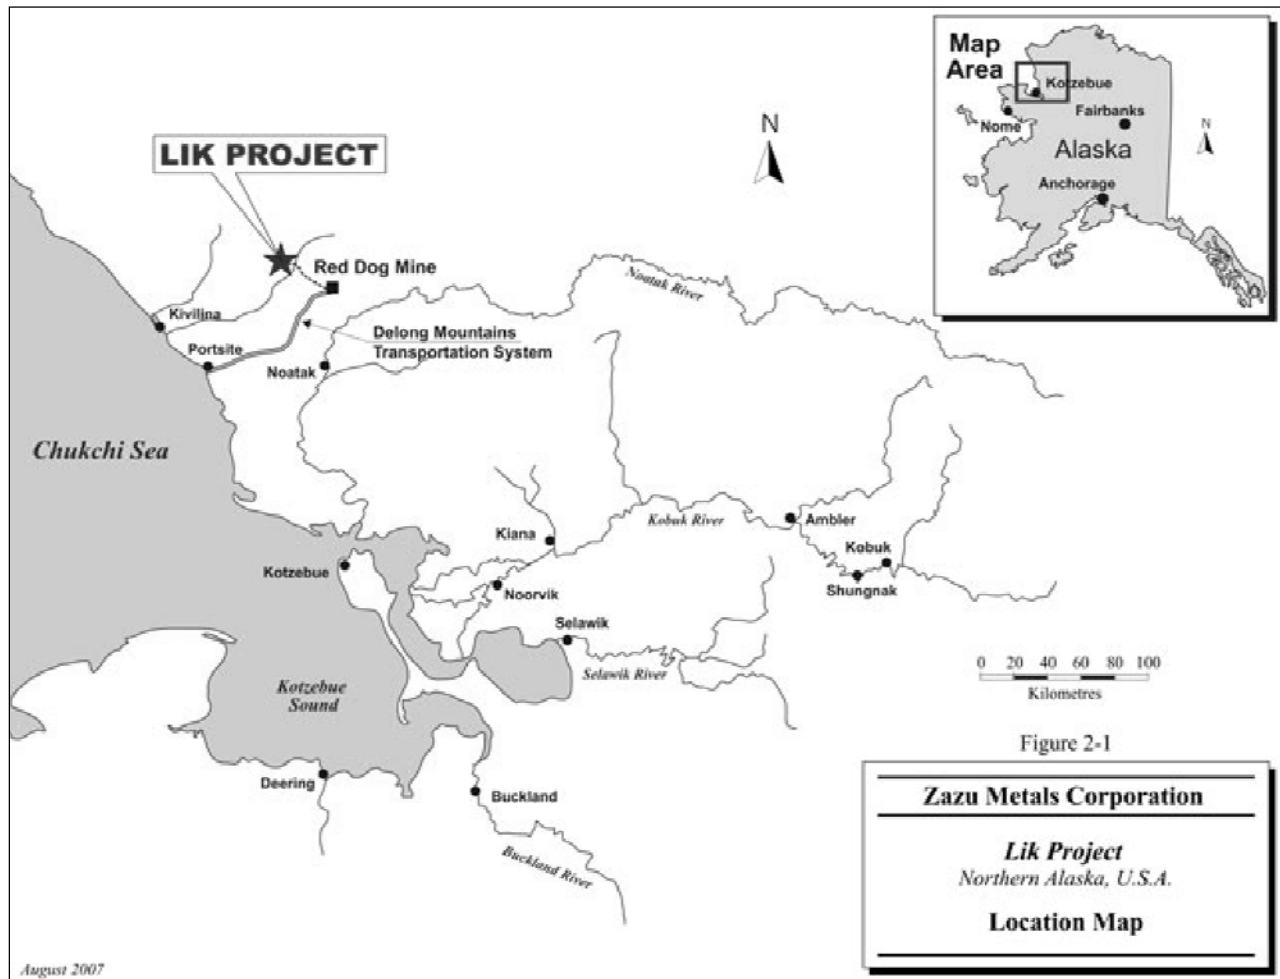 Map
Area
Kotzebue
Fairbanks
Nome
Alaska
N
Anchorage
N
LIK PROJECT
Red Dog Mine
Noatak River
Kivilina
Delong Mountains
Transportation System
Portsite
Noatak
Chukchi Sea
Kobuk River
Ambler
Kiana
Kobuk
Kotzebue
Noorvik
Shungnak
Selawik
Selawik River
0 20 40 60 80 100
Kilometres
Kotzebue
Sound
Figure 2-1
Deering
Buckland
Buckland River
Zazu Metals Corporation
Lik Project
Northern Alaska, U.S.A.
Location Map
August 2007